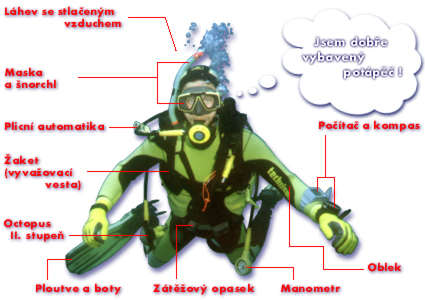 Láhev se stlačeným
vzduchem
Jsem dobře
vybavený
potápěč !
Maska
a šnorchl
Plicní automatika
Počítač a kompas
Žaket
(vyvažovací
vesta)
Octopus
II. stupeň
Oblek
Ploutve a boty
Zátěžový opasek
Manometr